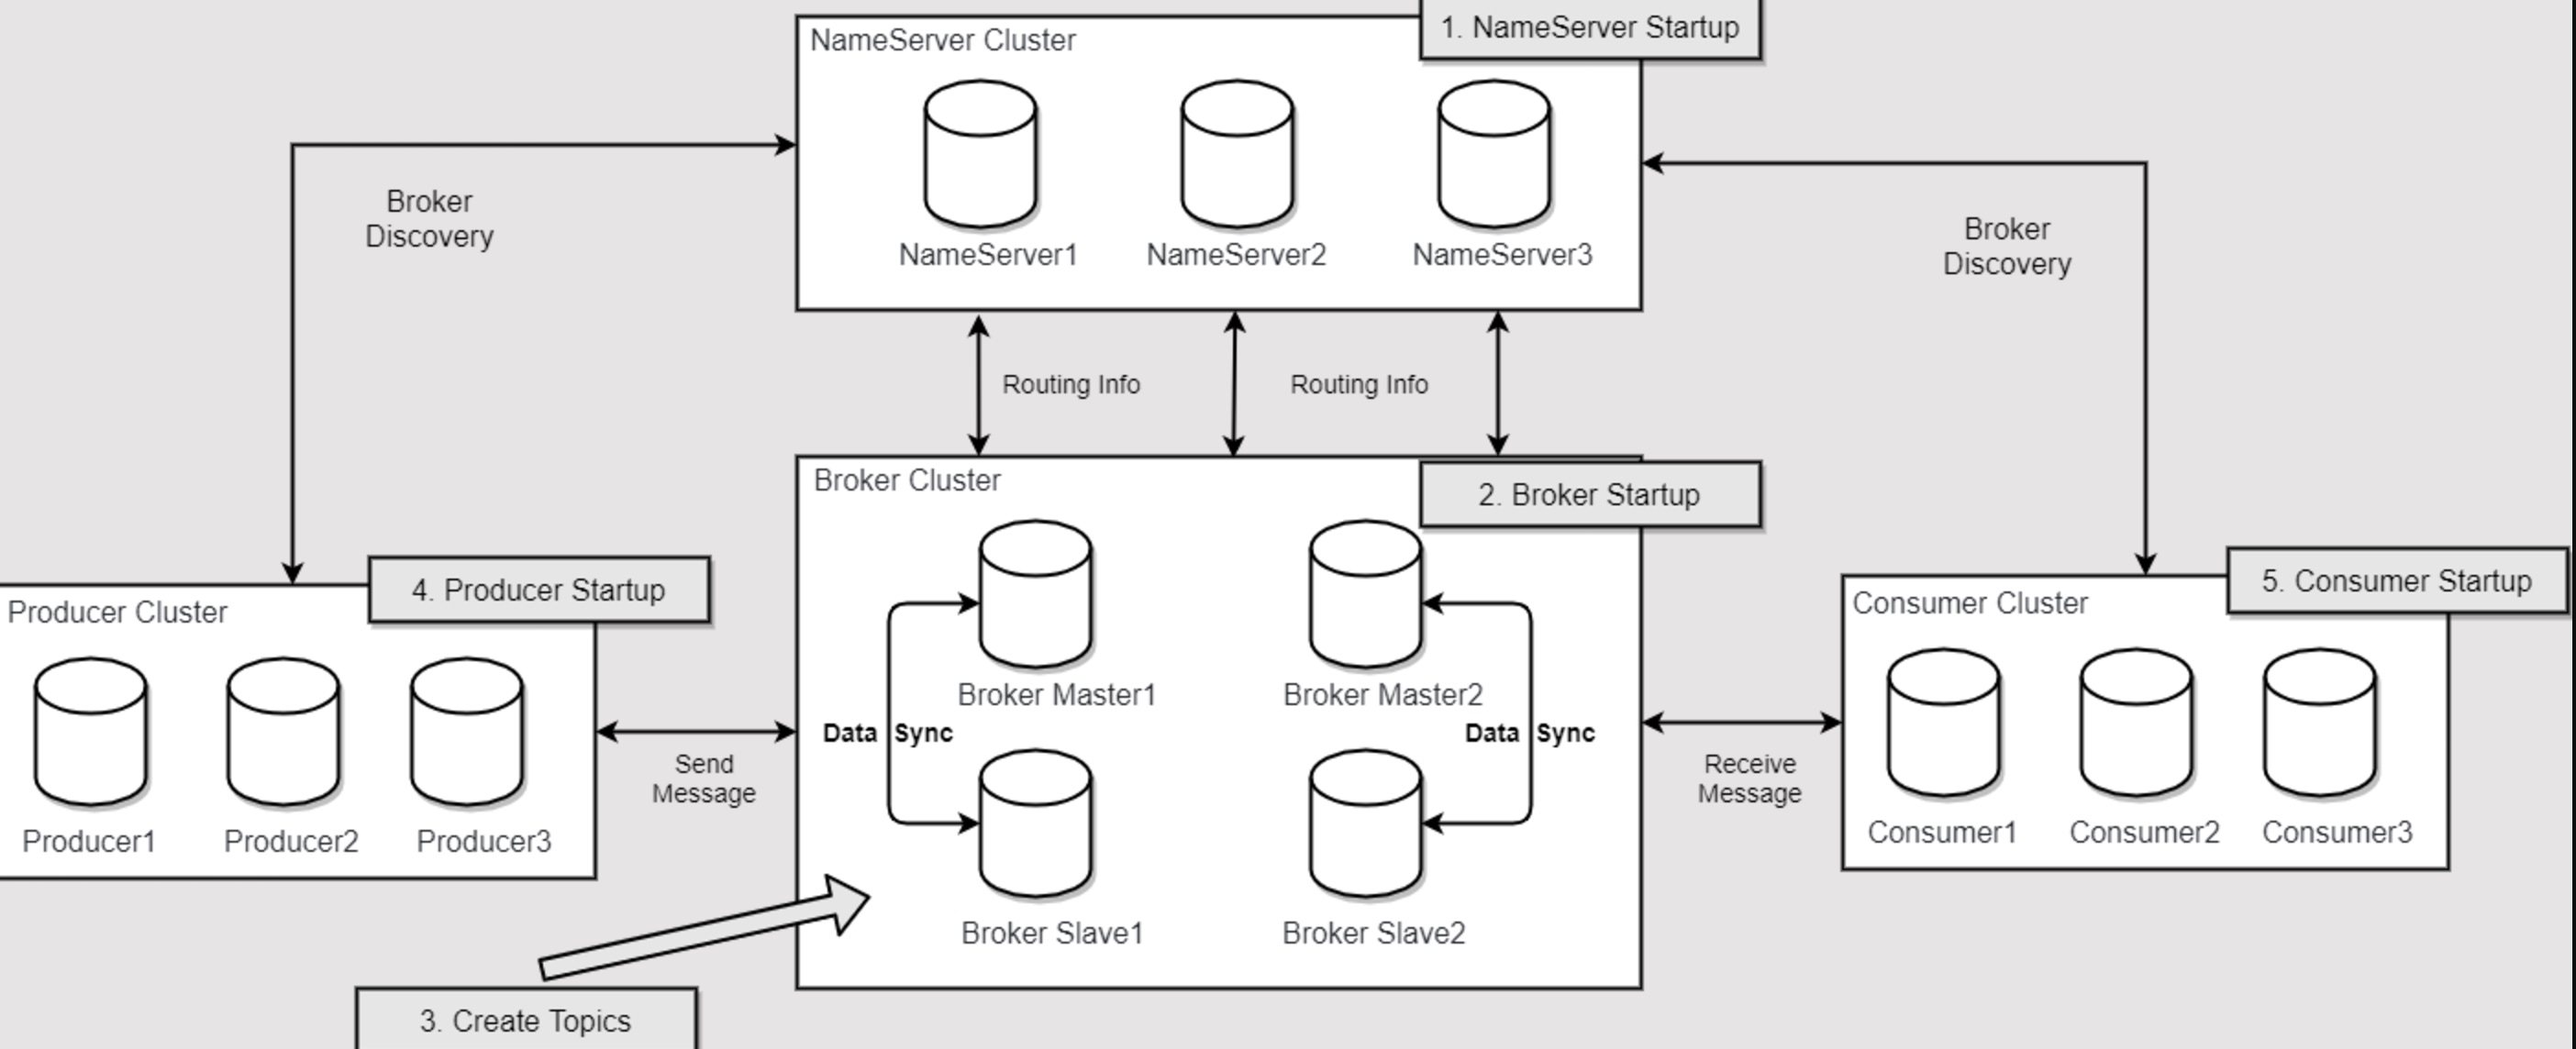 1. NameServer Startup
NameServer Cluster
NameServer1
NameServer2
NameServer3
Broker
Discovery
Broker
Discovery
Routing Info
Routing Info
Broker Cluster
2. Broker Startup
4. Producer Startup
Producer Cluster
Producer1
Producer2
Producer3
Send
Message
Broker Master1
Broker Master2
Data Sync
Data Sync
Broker Slave1
Broker Slave2
Receive
Message
5. Consumer Startup
Consumer Cluster
Consumer1
Consumer2
Consumer3
3. Create Topics